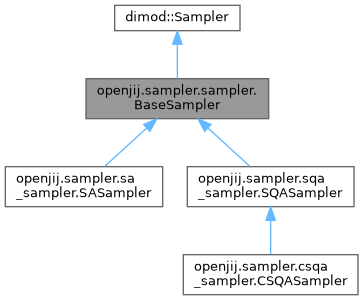 dimod::Sampler
openjij.sampler.sampler.
BaseSampler
openjij.sampler.sa
_sampler.SASampler
openjij.sampler.sqa
_sampler.SQASampler
openjij.sampler.csqa
_sampler.CSQASampler